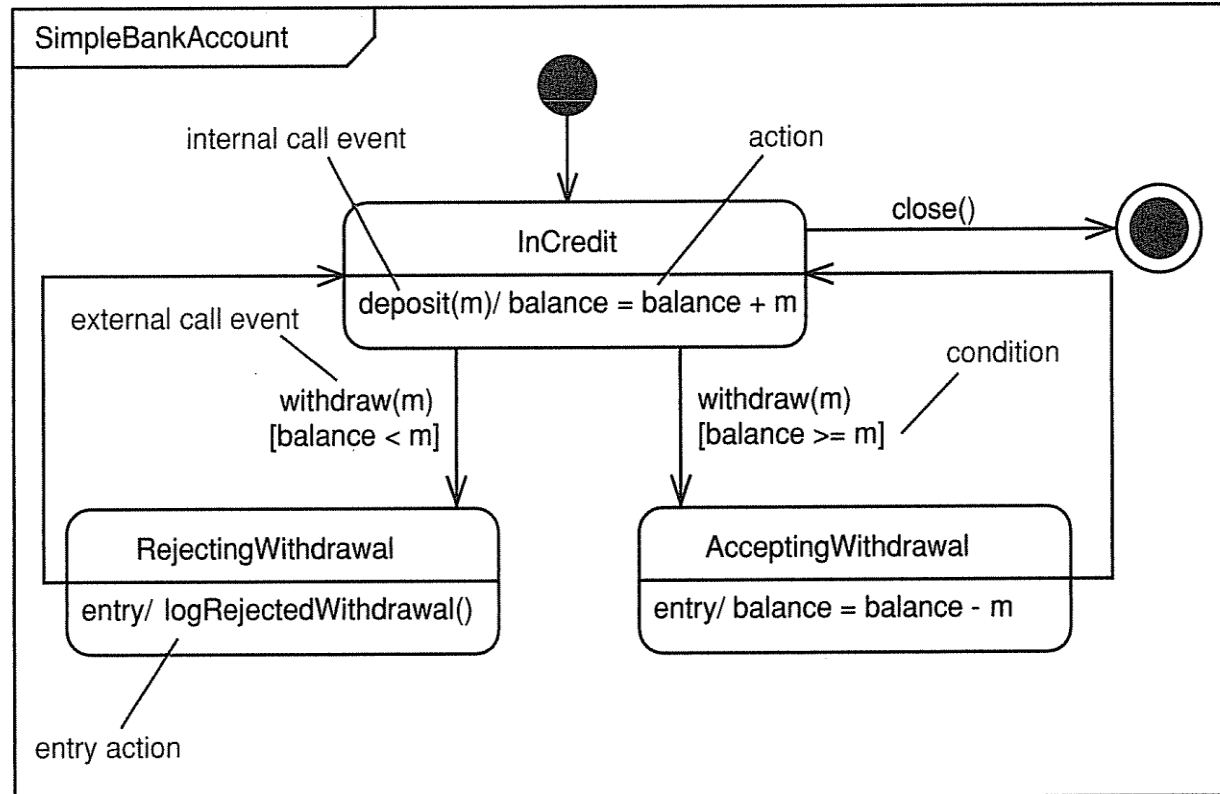 SimpleBankAccount
internal call event
action
close()
InCredit
deposit(m)/ balance = balance + m
external call event
condition
withdraw(m)
[balance < m]
withdraw(m)
[balance >= m]
RejectingWithdrawal
entry/ logRejectedWithdrawal()
AcceptingWithdrawal
entry/ balance = balance - m
entry action